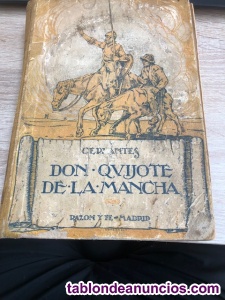 CERVANTES
DON·QVIJOTE
DE·LA·MANCHA
RAZON Y FE=MADRID
tablondeanuncios.com